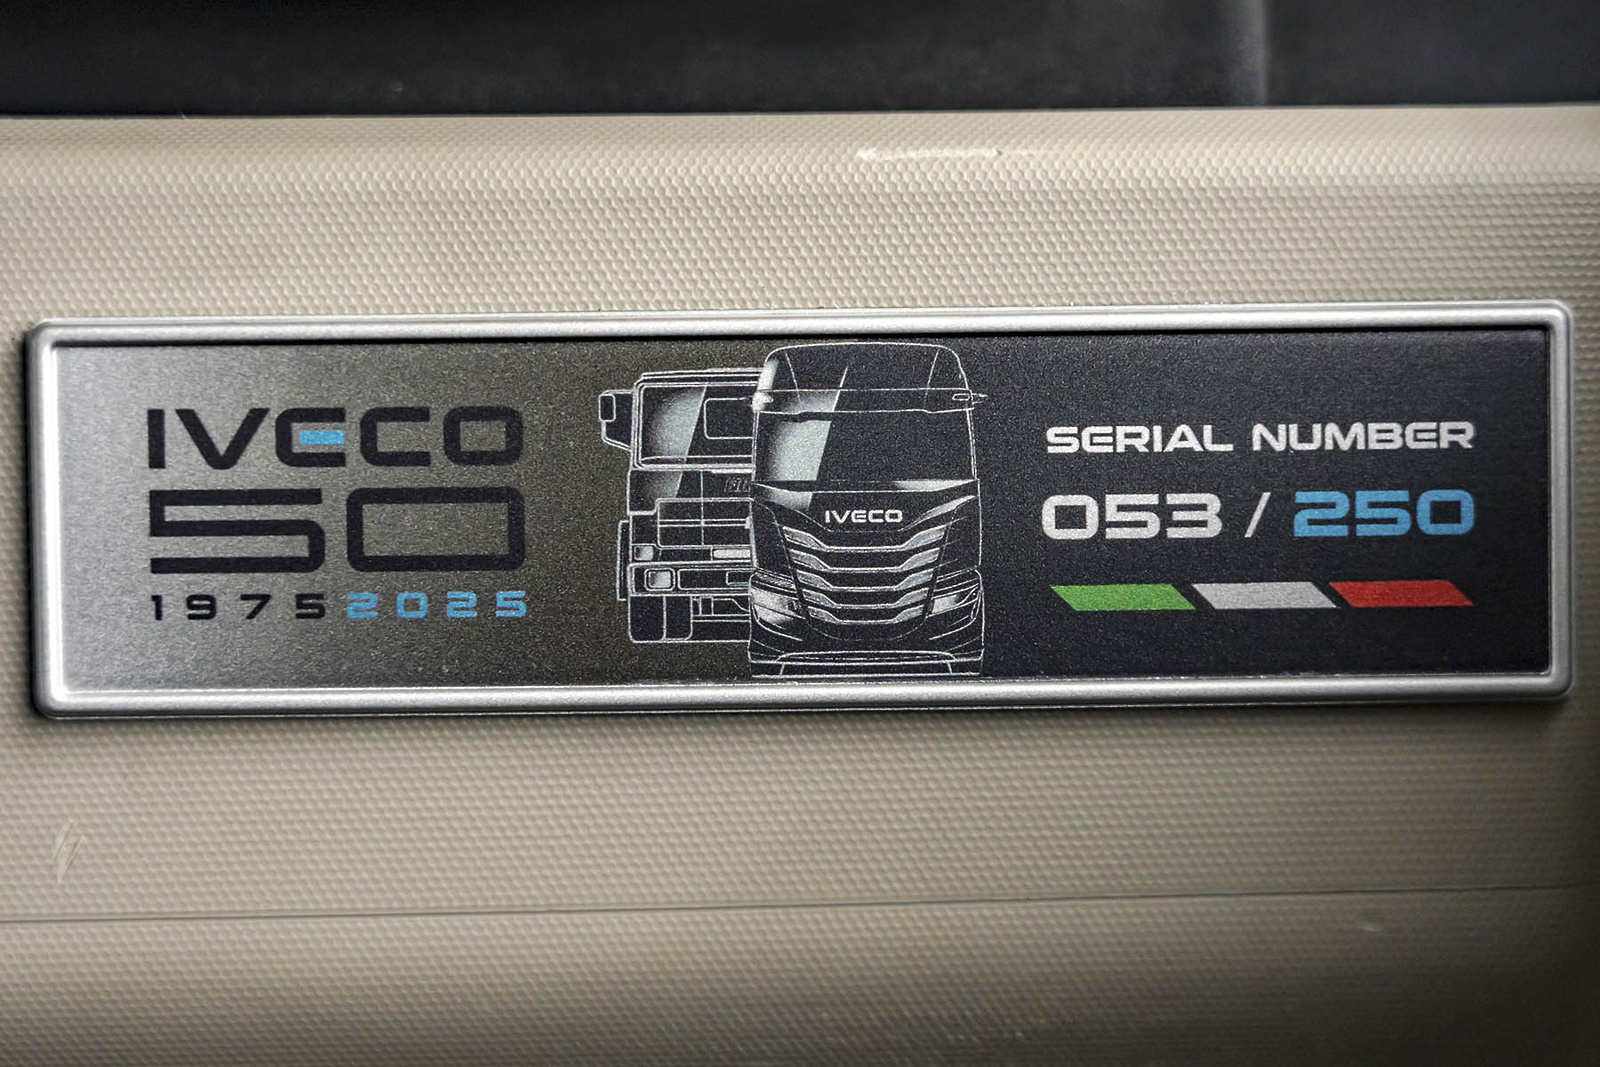 IVECO
50
1975 2025
IVECO
SERIAL NUMBER
053 / 250